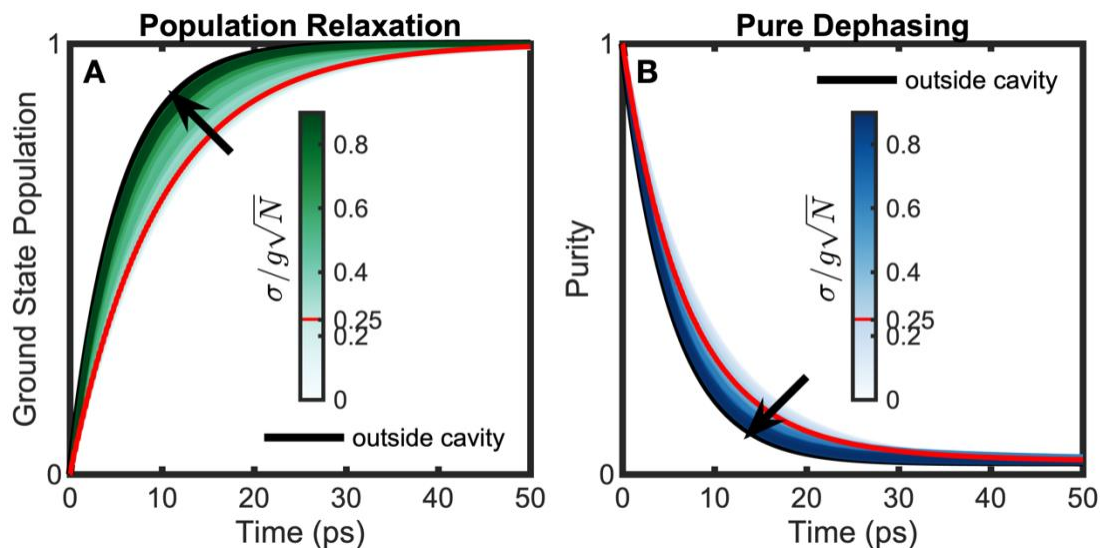 Population Relaxation
1
A
Ground State Population
0.8
0.6
0.4
0.25
0.2
0
σ/g√N
outside cavity
0
0 10 20 30 40 50
Time (ps)
Pure Dephasing
1
B
outside cavity
Purity
0.8
0.6
0.4
0.25
0.2
0
σ/g√N
0
0 10 20 30 40 50
Time (ps)